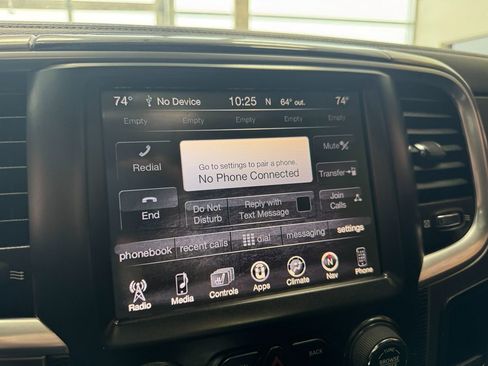 74° No Device 10:25 N 64° out. 74°
Empty Empty Empty Empty Empty
Redial
Go to settings to pair a phone.
No Phone Connected
Mute
Transfer
End
Do Not
Disturb
Reply with
Text Message
Join
Calls
phonebook recent calls dial messaging settings
Radio Media Controls Apps Climate Nav Phone
BACK
BROWSE